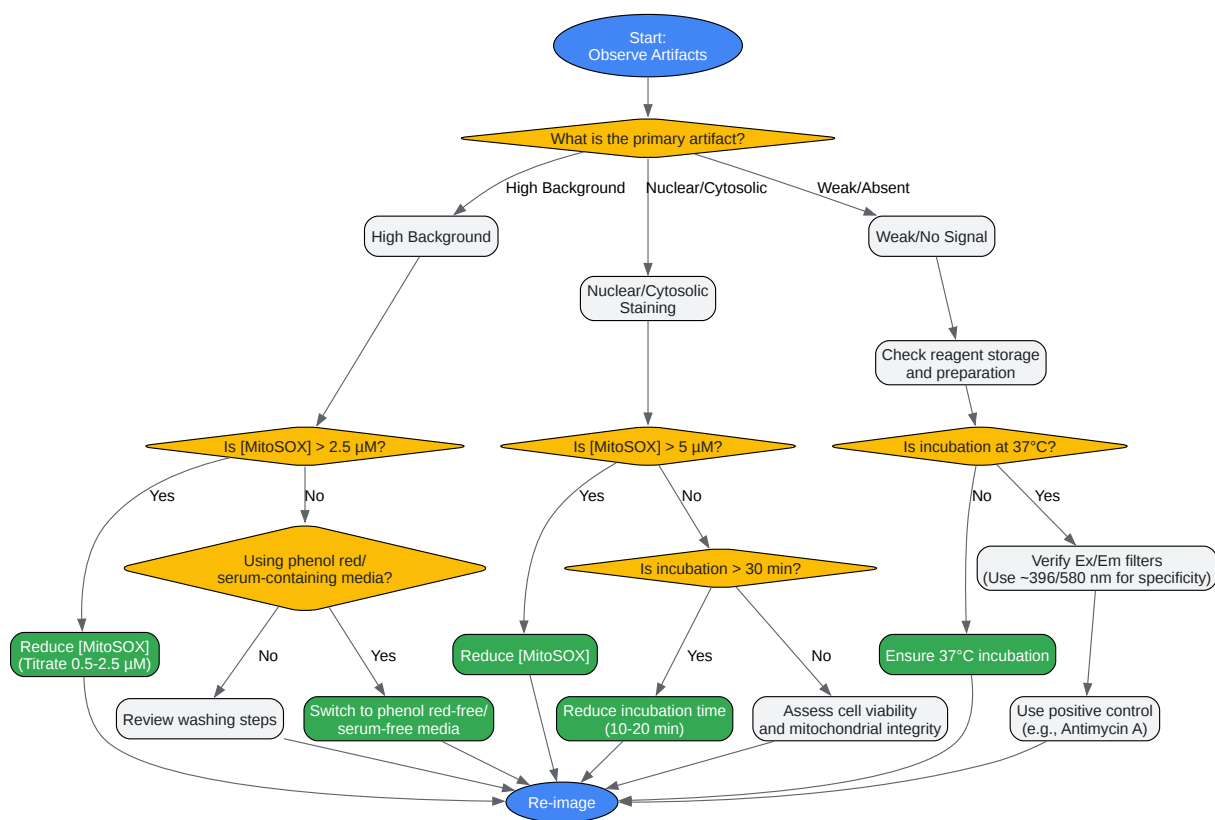 Start:
Observe Artifacts
What is the primary artifact?
High Background
Nuclear/Cytosolic
Weak/Absent
High Background
Weak/No Signal
Nuclear/Cytosolic
Staining
Check reagent storage
and preparation
Is [MitoSOX] > 2.5 µM?
Is [MitoSOX] > 5 µM?
Is incubation at 37°C?
Yes
No
Yes
No
No
Yes
Using phenol red/
serum-containing media?
Is incubation > 30 min?
Verify Ex/Em filters
(Use ~396/580 nm for specificity)
Reduce [MitoSOX]
(Titrate 0.5-2.5 µM)
No
Yes
Reduce [MitoSOX]
Yes
No
Ensure 37°C incubation
Review washing steps
Switch to phenol red-free/
serum-free media
Reduce incubation time
(10-20 min)
Assess cell viability
and mitochondrial integrity
Use positive control
(e.g., Antimycin A)
Re-image